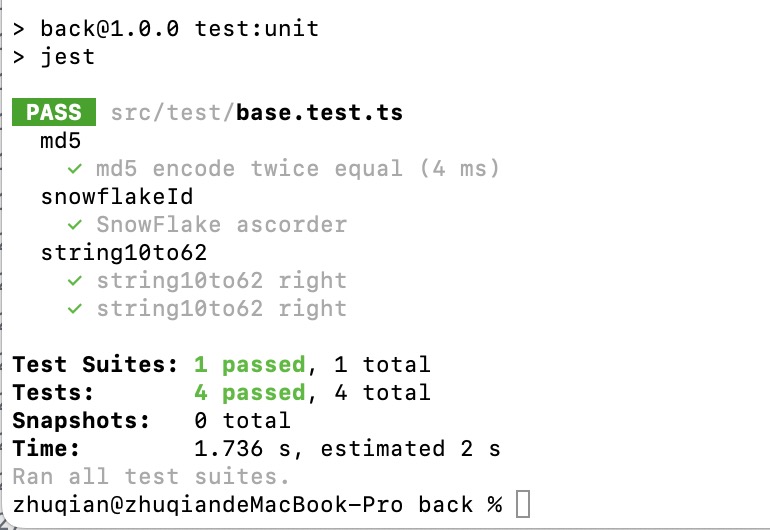 > back@1.0.0 test:unit
> jest
PASS src/test/base.test.ts
md5
✓ md5 encode twice equal (4 ms)
snowflakeId
✓ SnowFlake ascorder
string10to62
✓ string10to62 right
✓ string10to62 right
Test Suites: 1 passed, 1 total
Tests: 4 passed, 4 total
Snapshots: 0 total
Time: 1.736 s, estimated 2 s
Ran all test suites.
zhuqian@zhuqiandeMacBook-Pro back %